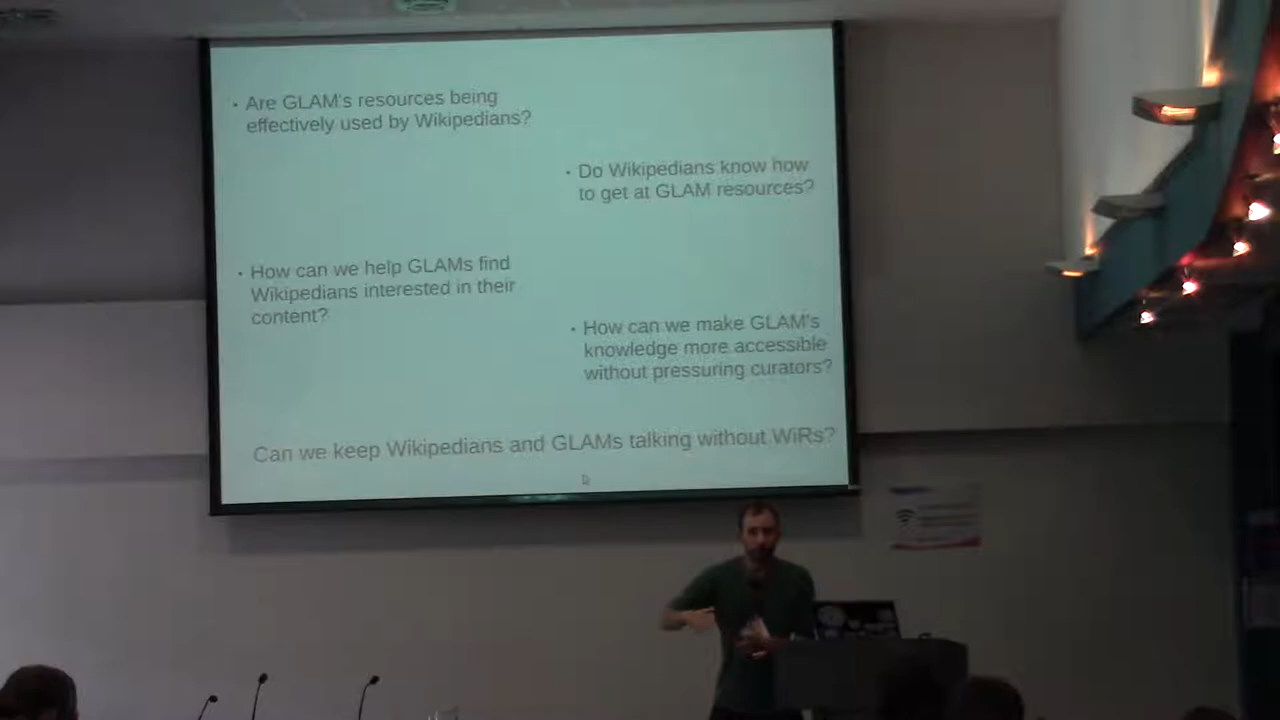 • Are GLAM's resources being
effectively used by Wikipedians?
• Do Wikipedians know how
to get at GLAM resources?
• How can we help GLAMs find
Wikipedians interested in their
content?
• How can we make GLAM's
knowledge more accessible
without pressuring curators?
Can we keep Wikipedians and GLAMs talking without WiRs?